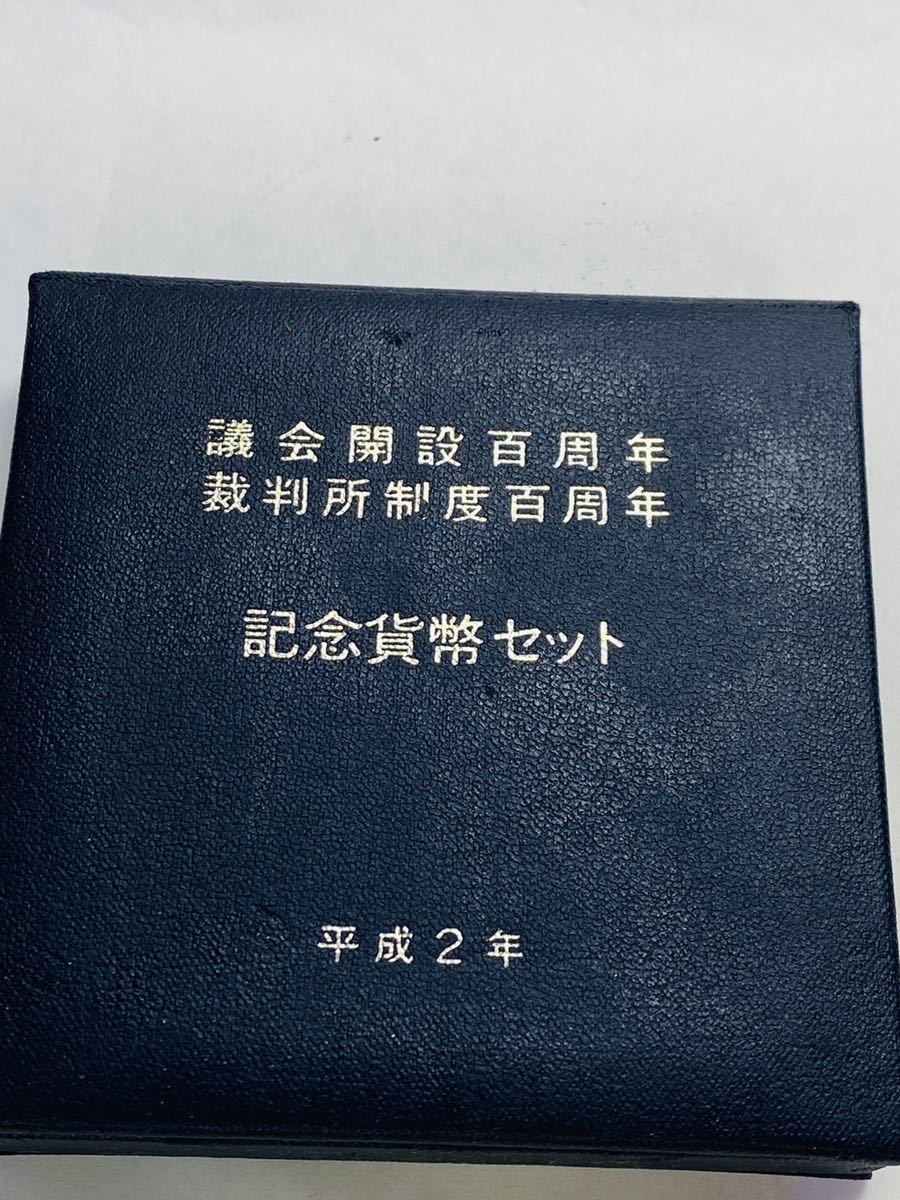 議会開設百周年
裁判所制度百周年
記念貨幣セット
平成2年